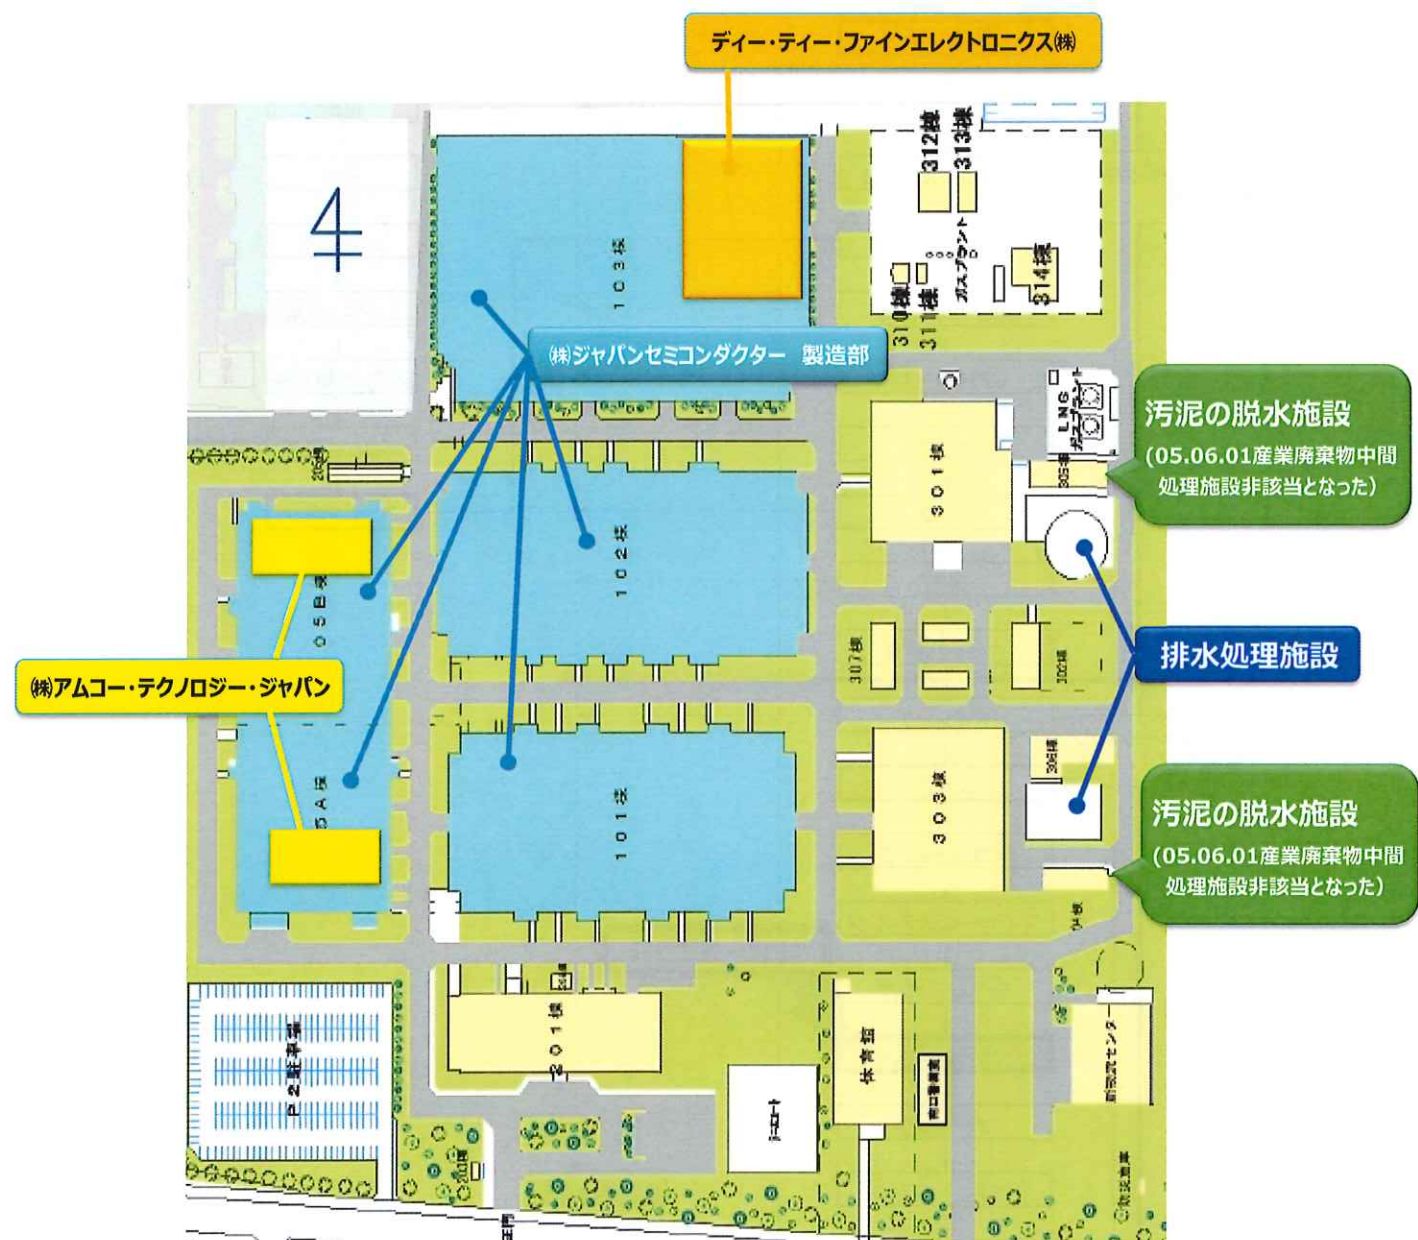 ディー・ティー・ファインエレクトロニクス㈱
312棟
313棟
ガスプラント
310棟
311棟
314棟
103棟
㈱ジャパンセミコンダクター 製造部
LNG
ガスプラント
汚泥の脱水施設
(05.06.01産業廃棄物中間
処理施設非該当となった)
301棟
102棟
05B棟
排水処理施設
307棟
302棟
㈱アムコー・テクノロジー・ジャパン
5A棟
101棟
303棟
汚泥の脱水施設
(05.06.01産業廃棄物中間
処理施設非該当となった)
201棟
P2駐車場
体育館